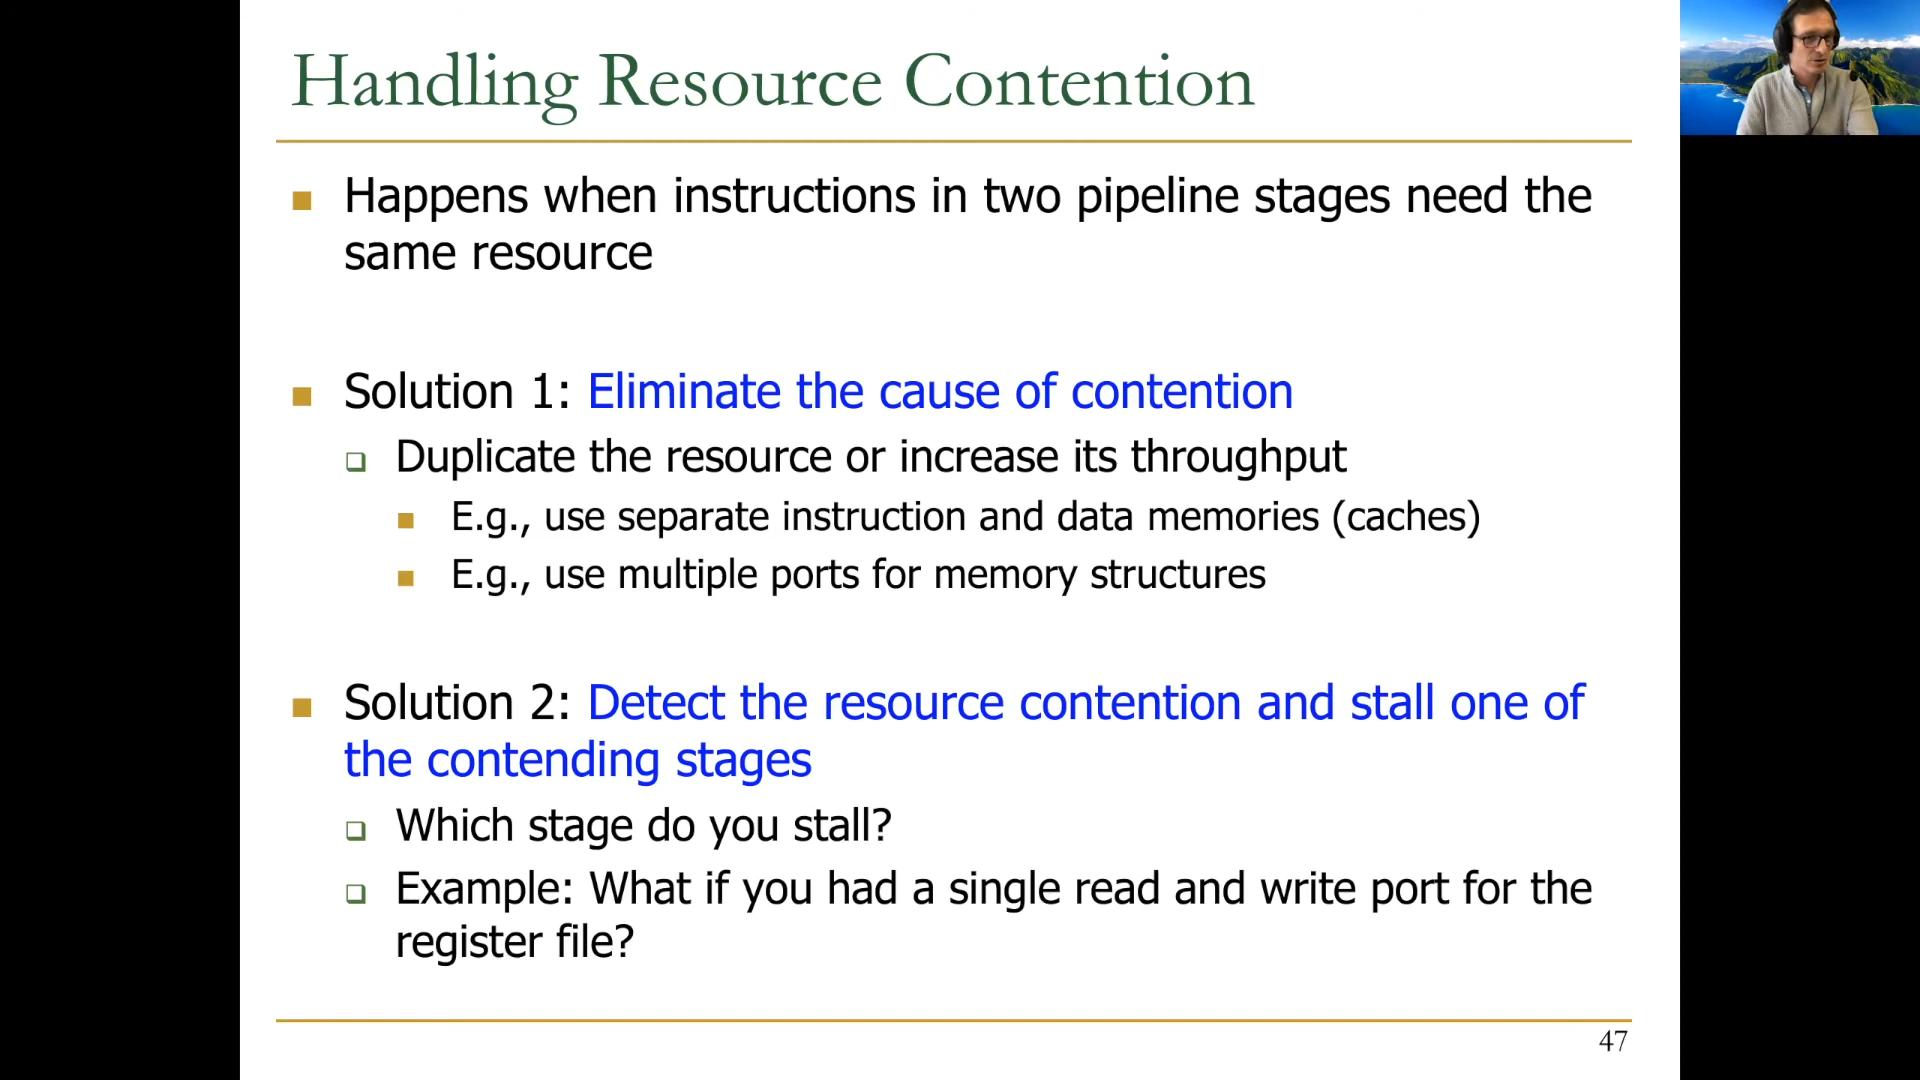 Handling Resource Contention
Happens when instructions in two pipeline stages need the
same resource
Solution 1: Eliminate the cause of contention
Duplicate the resource or increase its throughput
E.g., use separate instruction and data memories (caches)
E.g., use multiple ports for memory structures
Solution 2: Detect the resource contention and stall one of
the contending stages
Which stage do you stall?
Example: What if you had a single read and write port for the
register file?
47